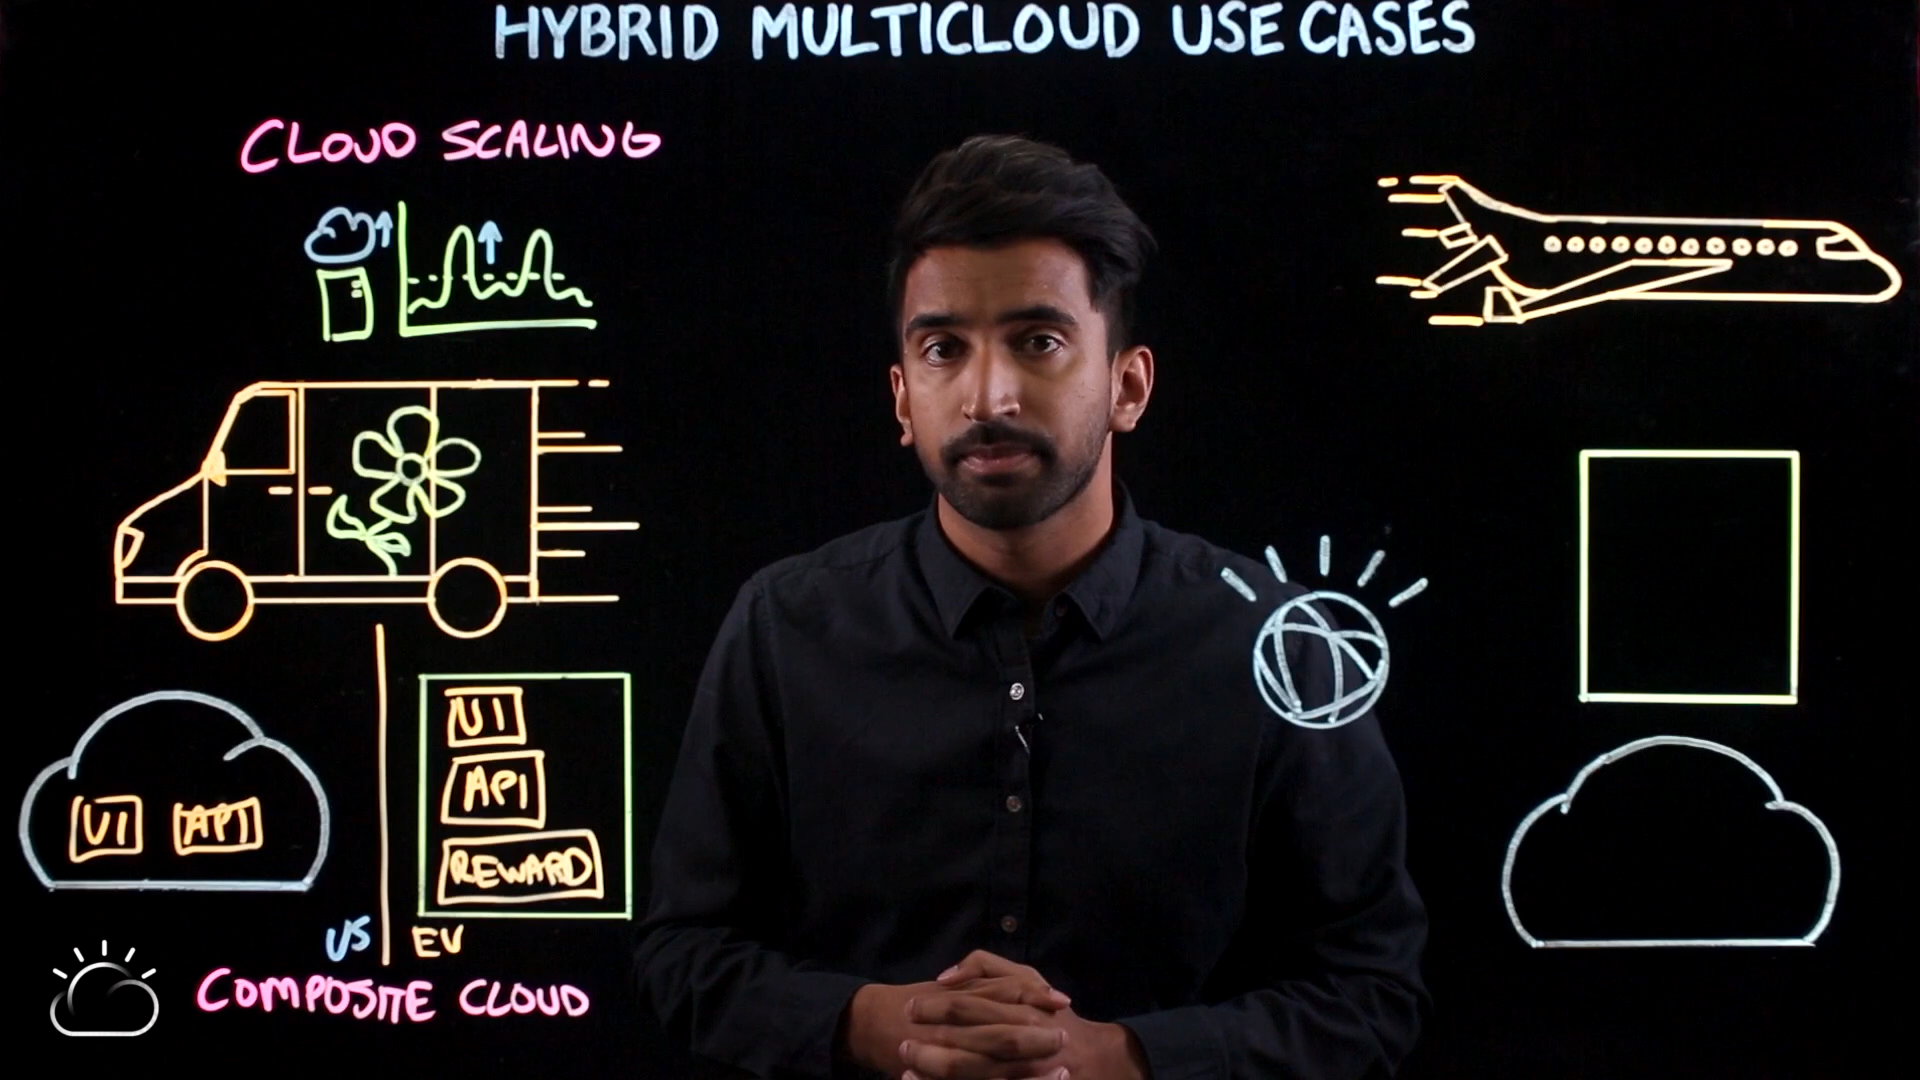 HYBRID MULTICLOUD USE CASES
CLOUD SCALING
UI
API
UI
API
REWARD
US
EU
COMPOSITE CLOUD